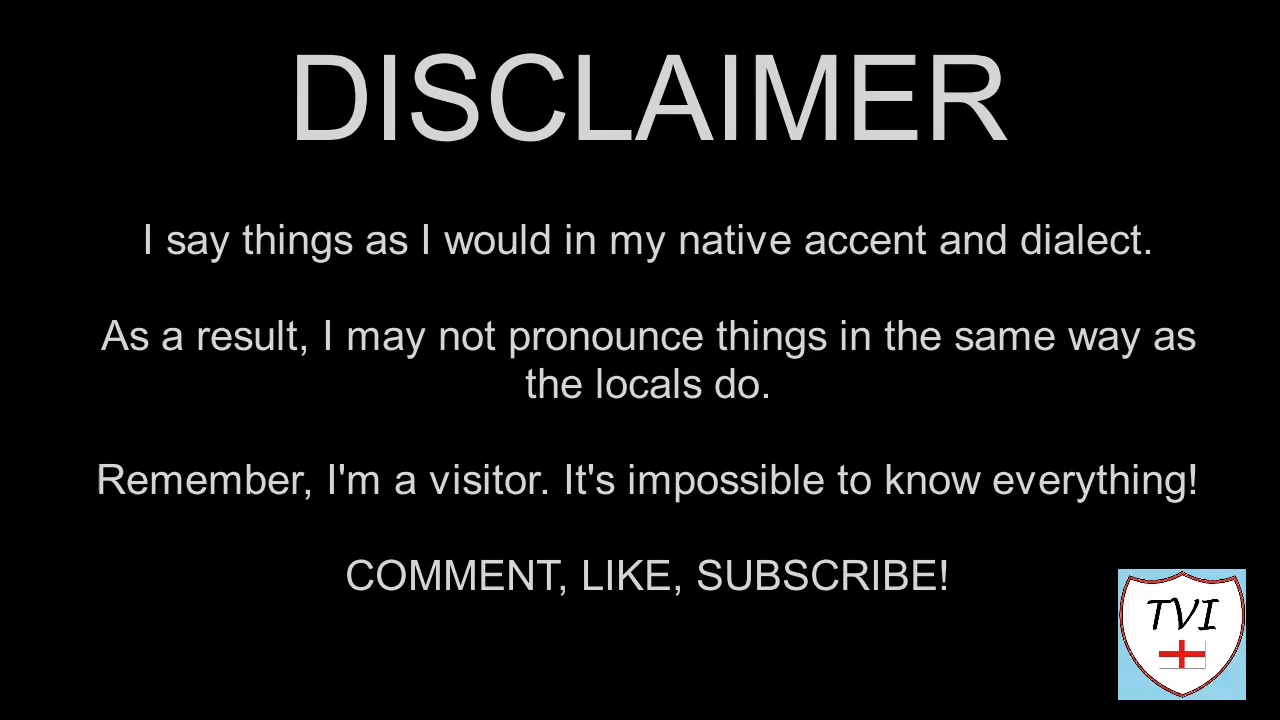 DISCLAIMER
I say things as I would in my native accent and dialect.
As a result, I may not pronounce things in the same way as
the locals do.
Remember, I'm a visitor. It's impossible to know everything!
COMMENT, LIKE, SUBSCRIBE!
TVI